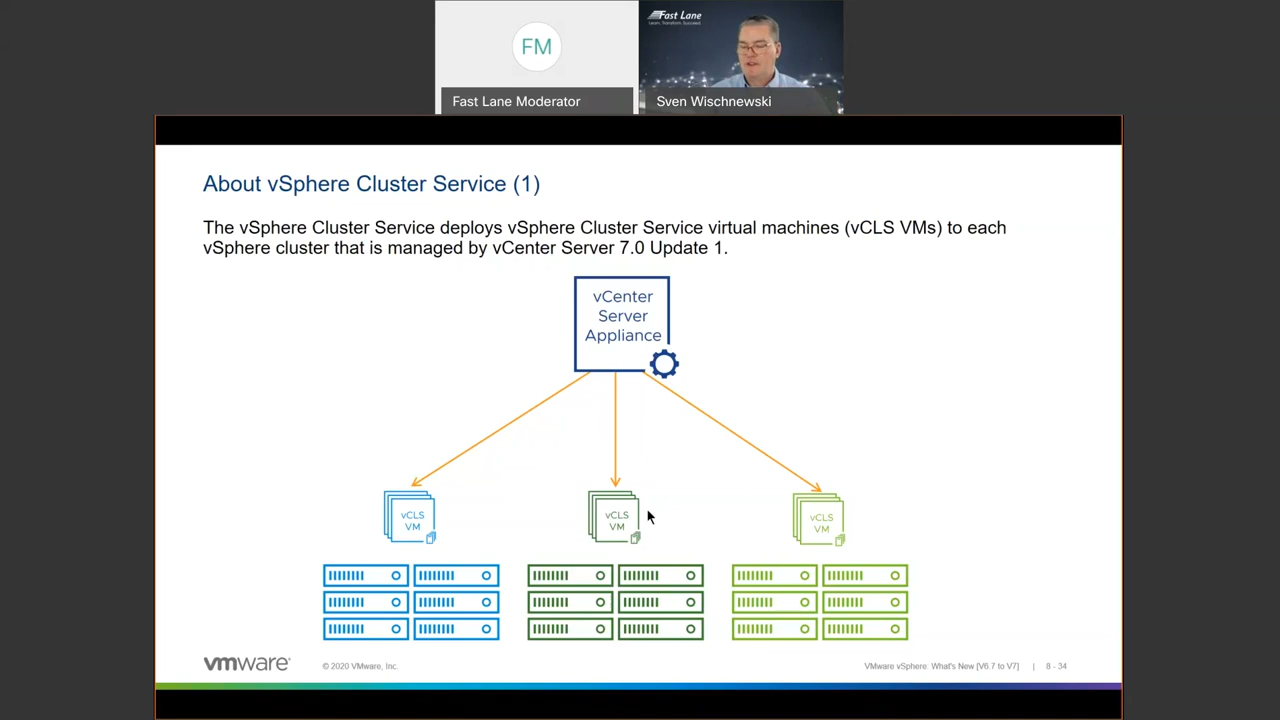 FM
Fast Lane
Learn. Transform. Succeed.
Fast Lane Moderator
Sven Wischnewski
About vSphere Cluster Service (1)
The vSphere Cluster Service deploys vSphere Cluster Service virtual machines (vCLS VMs) to each
vSphere cluster that is managed by vCenter Server 7.0 Update 1.
vCenter
Server
Appliance
vCLS
VM
vCLS
VM
vCLS
VM
vmware®
© 2020 VMware, Inc.
VMware vSphere: What's New [V6.7 to V7] | 8 - 34